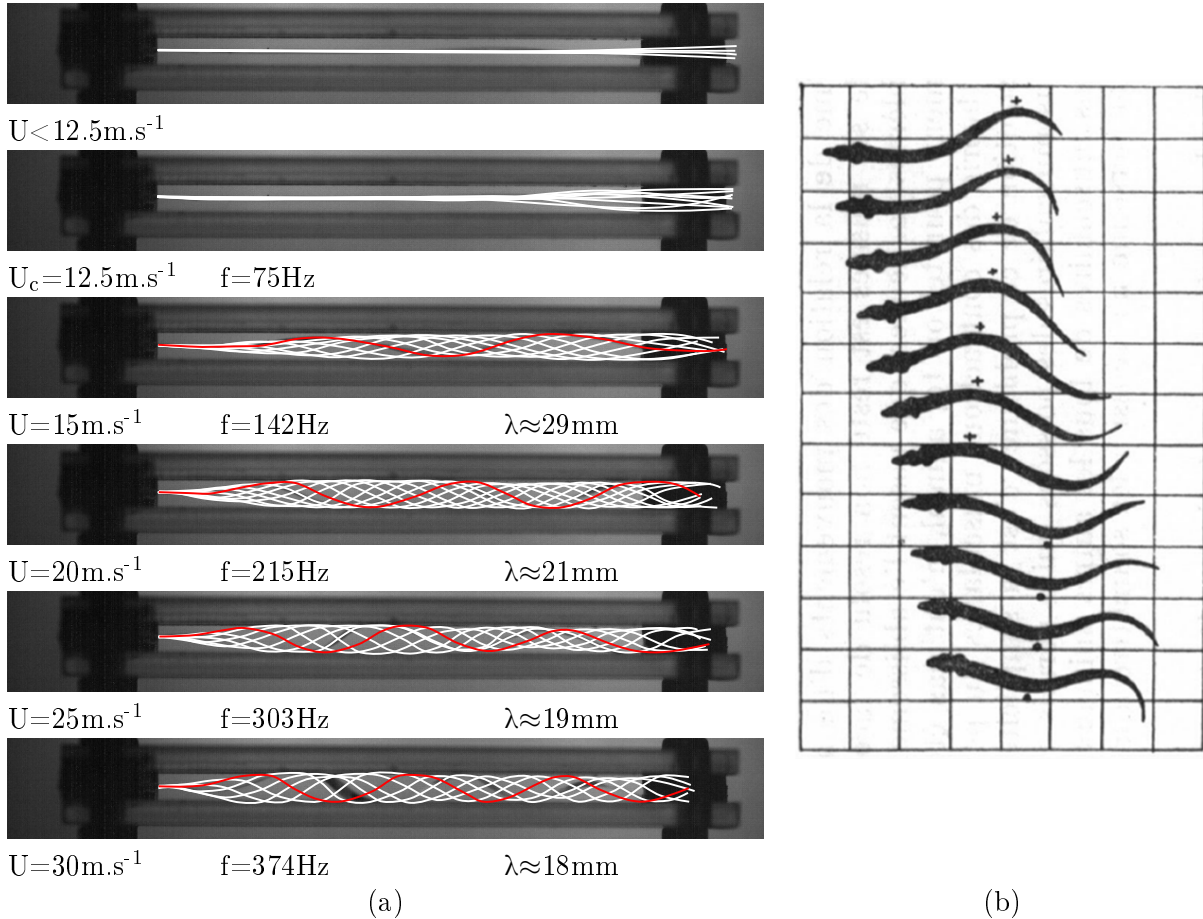 U<12.5m.s⁻¹
U_c=12.5m.s⁻¹ f=75Hz
U=15m.s⁻¹ f=142Hz λ≈29mm
U=20m.s⁻¹ f=215Hz λ≈21mm
U=25m.s⁻¹ f=303Hz λ≈19mm
U=30m.s⁻¹ f=374Hz λ≈18mm
(a) (b)